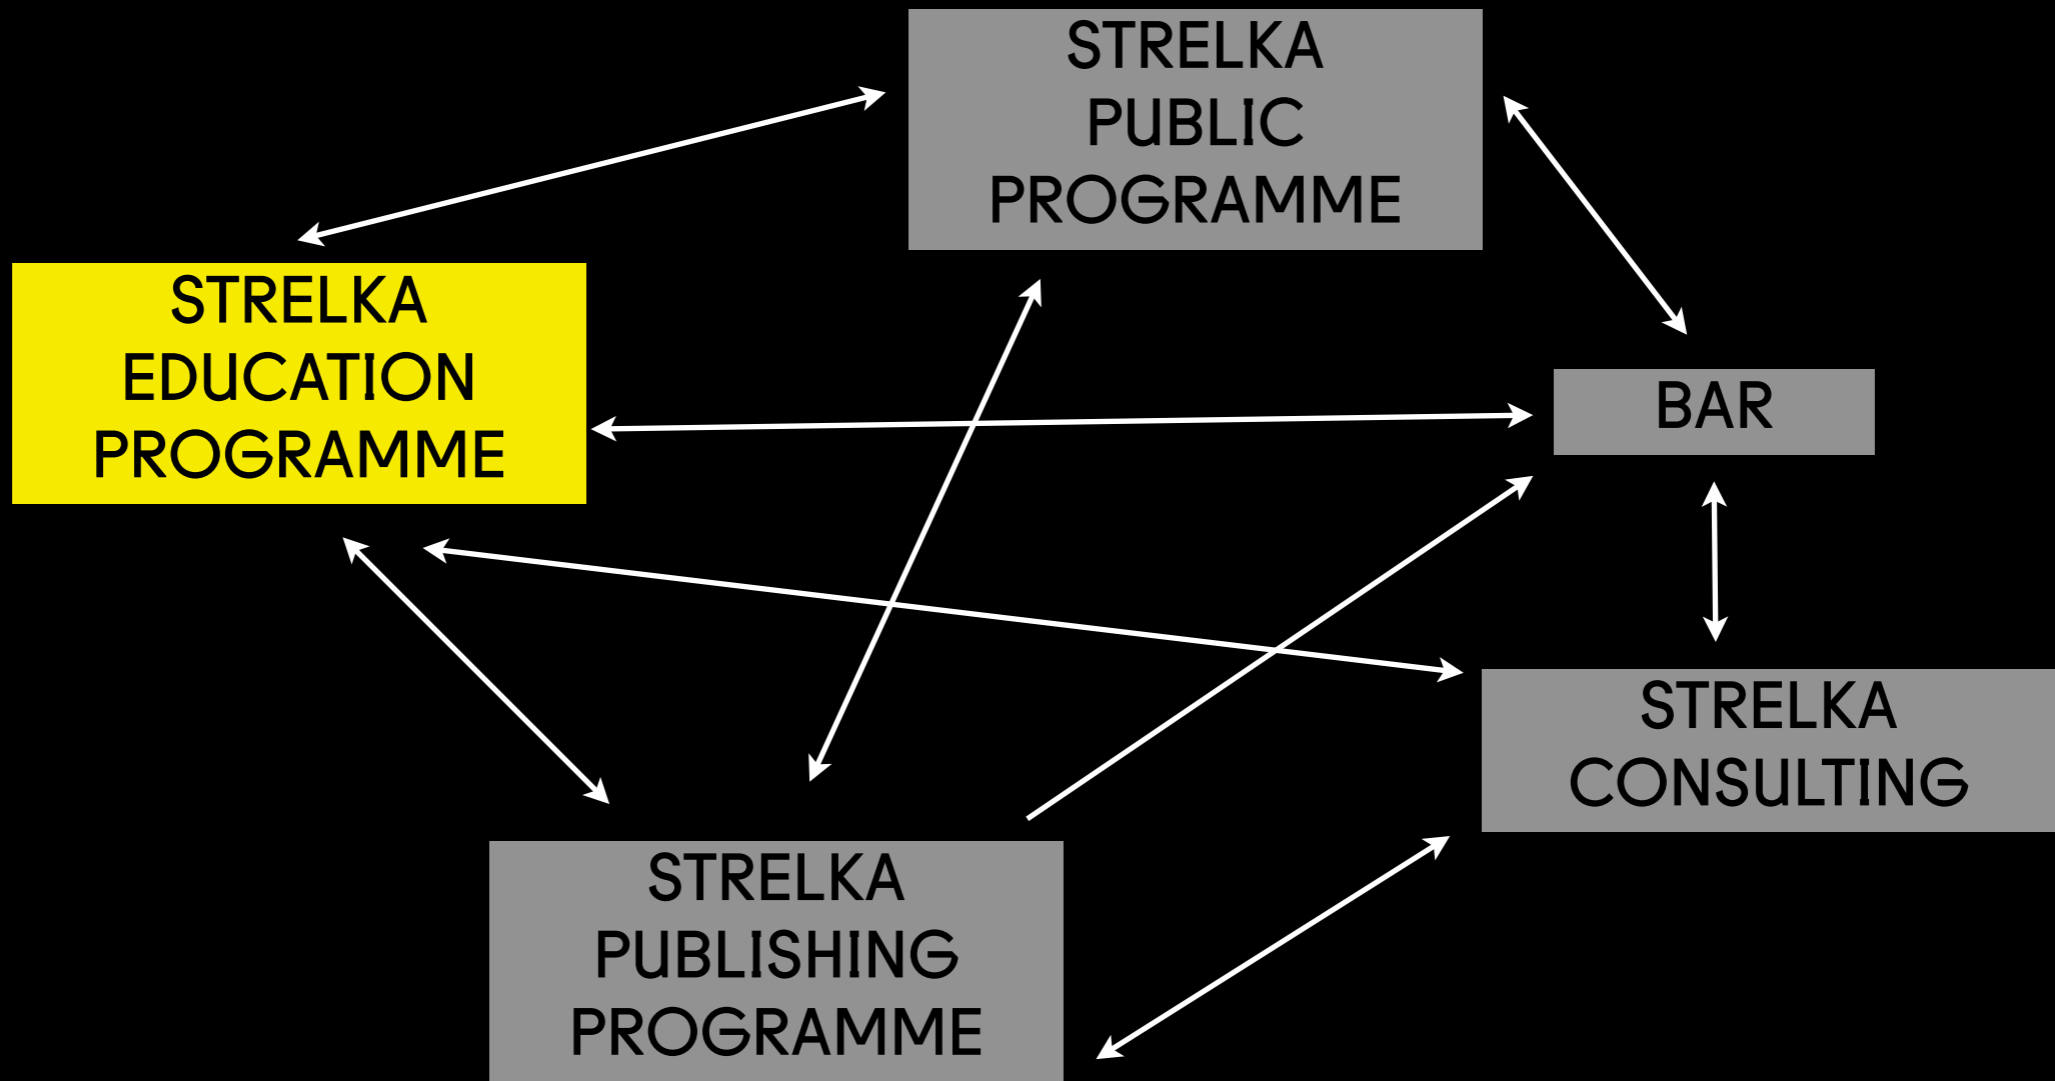 STRELKA
PUBLIC
PROGRAMME
STRELKA
EDUCATION
PROGRAMME
BAR
STRELKA
CONSULTING
STRELKA
PUBLISHING
PROGRAMME